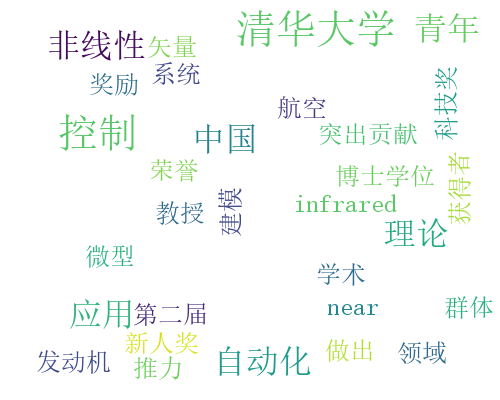 清华大学 青年
非线性 矢量
奖励 系统 科技奖
航空
控制 中国 突出贡献
荣誉 博士学位 获得者
教授 建模 infrared
理论
微型
学术
应用 第二届 near 群体
新人奖
发动机 推力 自动化 做出 领域